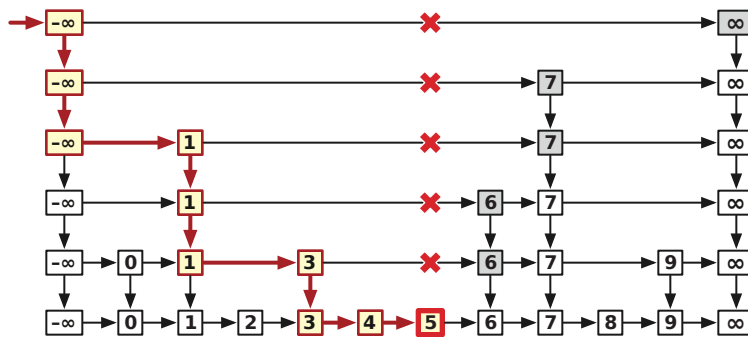 -∞ ∞
-∞ 7 ∞
-∞ 1 7 ∞
-∞ 1 6 7 ∞
-∞ 0 1 3 6 7 9 ∞
-∞ 0 1 2 3 4 5 6 7 8 9 ∞